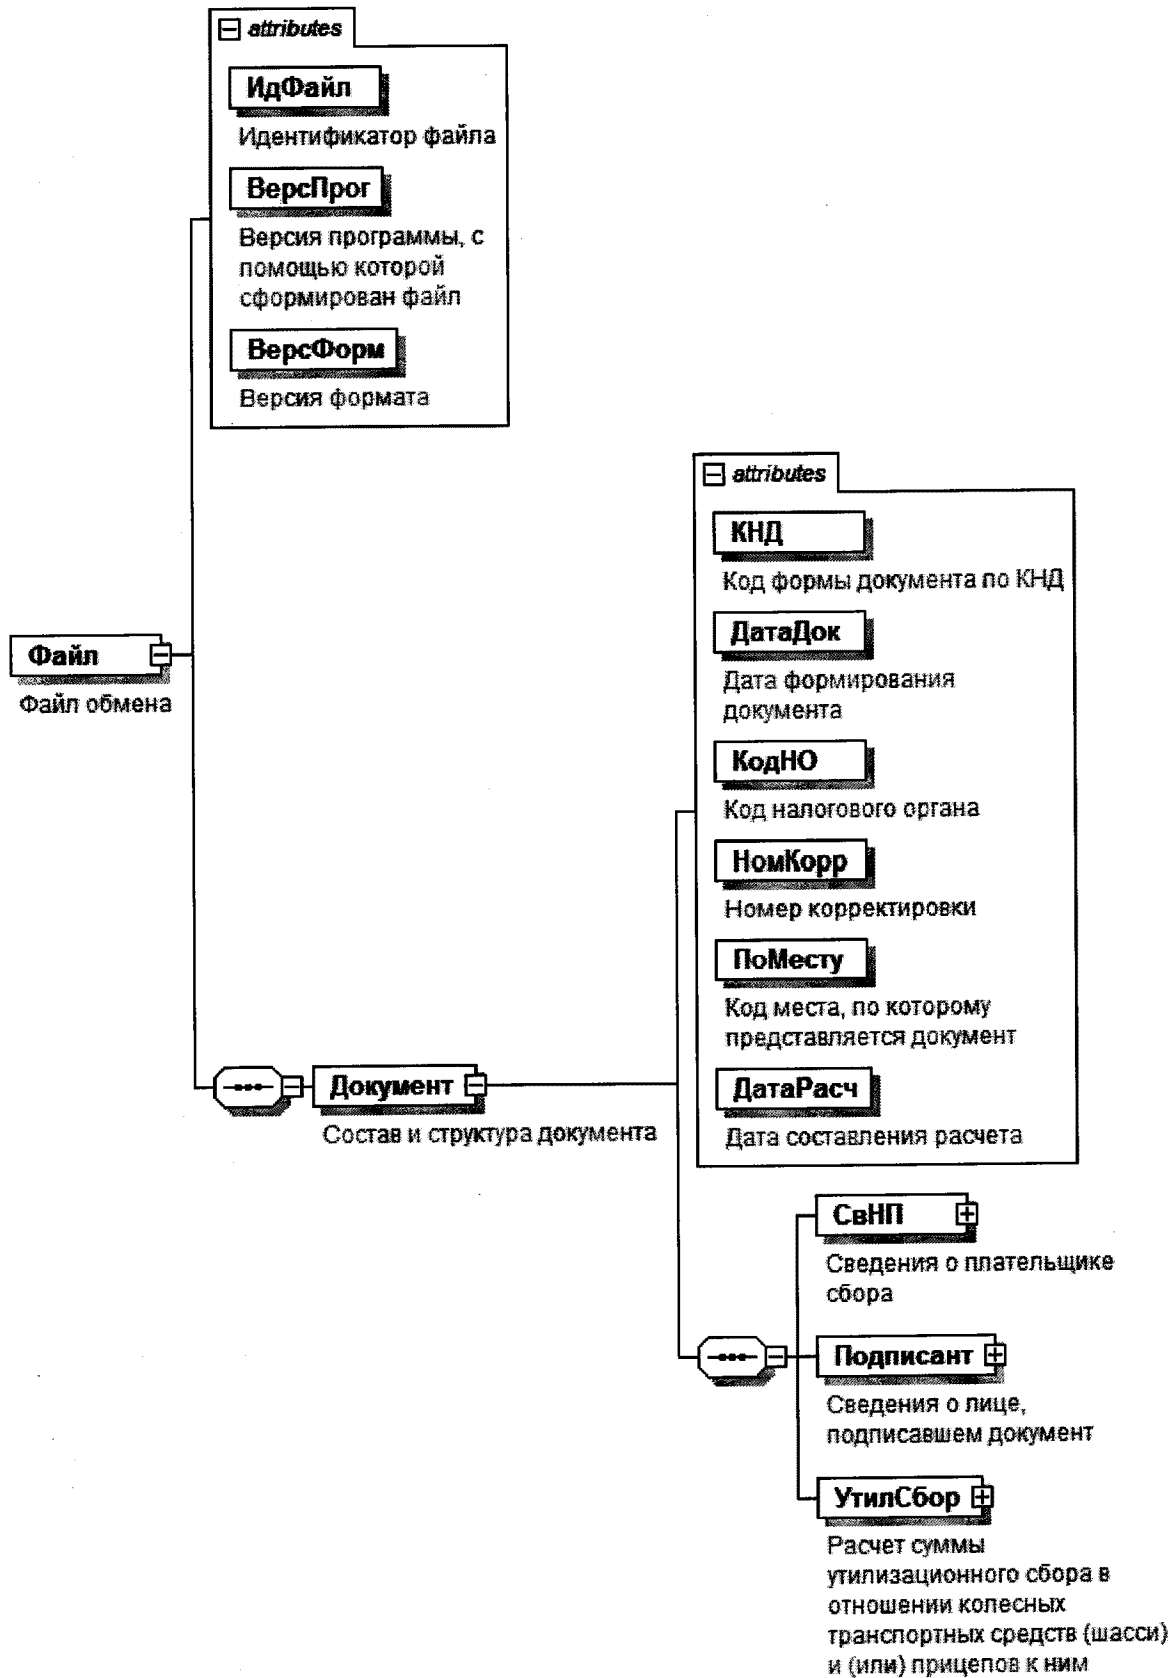 attributes
ИдФайл
Идентификатор файла
ВерсПрог
Версия программы, с
помощью которой
сформирован файл
ВерсФорм
Версия формата
attributes
КНД
Код формы документа по КНД
ДатаДок
Дата формирования
документа
КодНО
Код налогового органа
НомКорр
Номер корректировки
ПоМесту
Код места, по которому
представляется документ
ДатаРасч
Дата составления расчета
Файл
Файл обмена
Документ
Состав и структура документа
СвНП
Сведения о плательщике
сбора
Подписант
Сведения о лице,
подписавшем документ
УтилСбор
Расчет суммы
утилизационного сбора в
отношении колесных
транспортных средств (шасси)
и (или) прицепов к ним